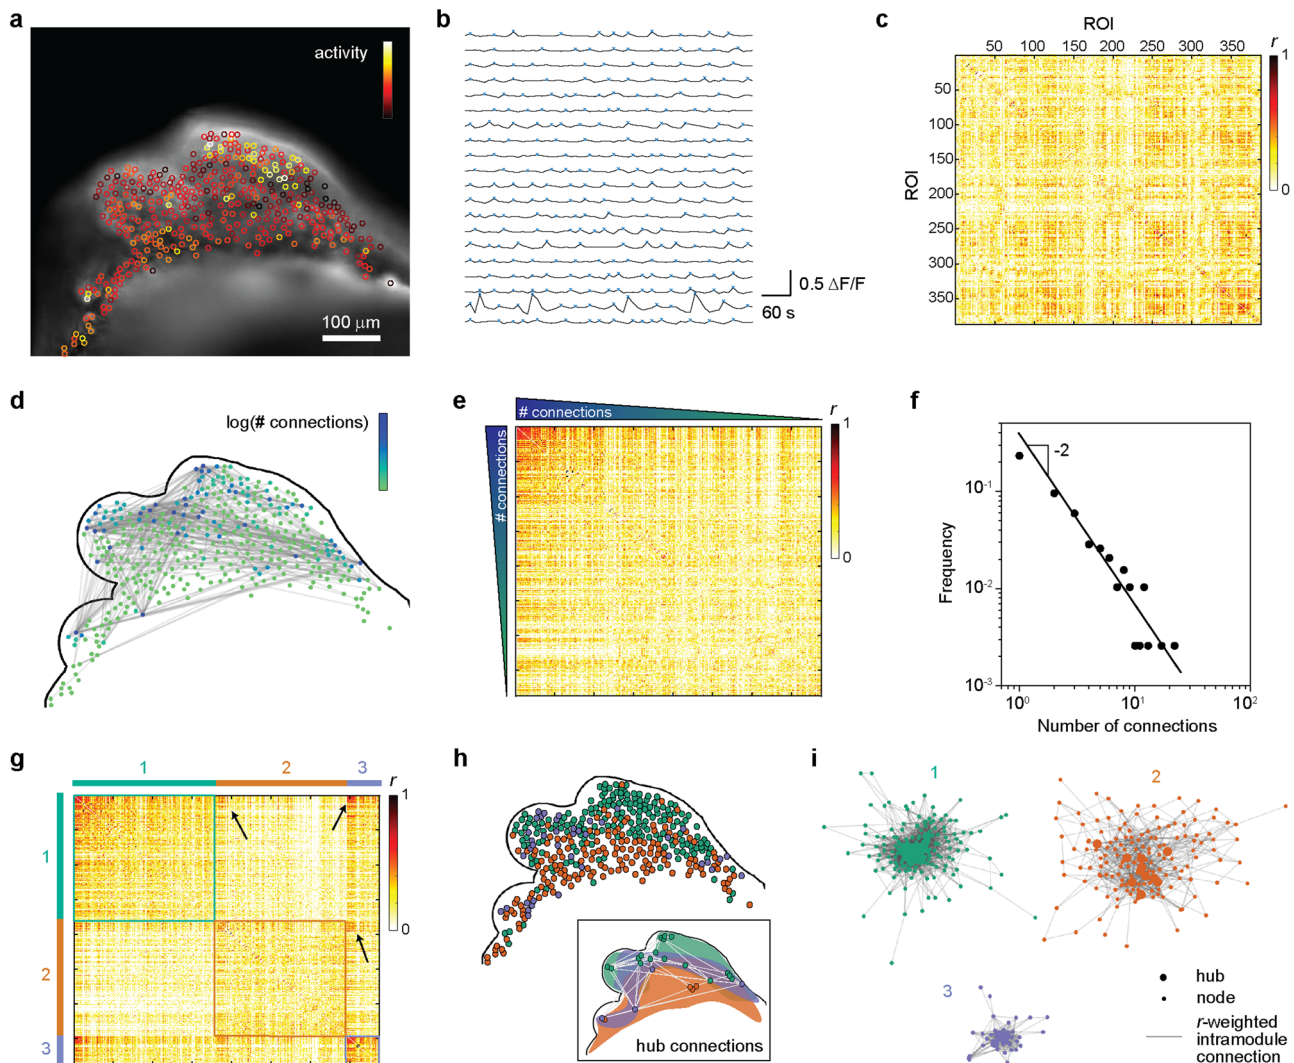 a
activity
100 µm
b
0.5 ΔF/F
60 s
c
ROI
50 100 150 200 250 300 350
r
1
0
ROI
50
100
150
200
250
300
350
d
log(# connections)
e
# connections
# connections
r
1
0
f
-2
Frequency
10⁻¹
10⁻²
10⁻³
10⁰ 10¹ 10²
Number of connections
g
1 2 3
r
1
0
1
2
3
h
hub connections
i
1
2
3
hub
node
r-weighted
intramodule
connection